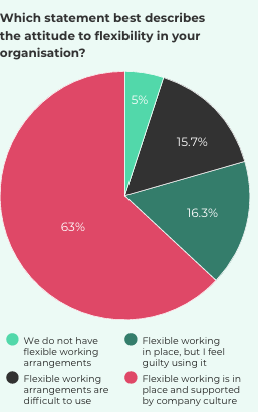 Which statement best describes
the attitude to flexibility in your
organisation?
5%
15.7%
16.3%
63%
We do not have
flexible working
arrangements
Flexible working
in place, but I feel
guilty using it
Flexible working
arrangements are
difficult to use
Flexible working is in
place and supported
by company culture